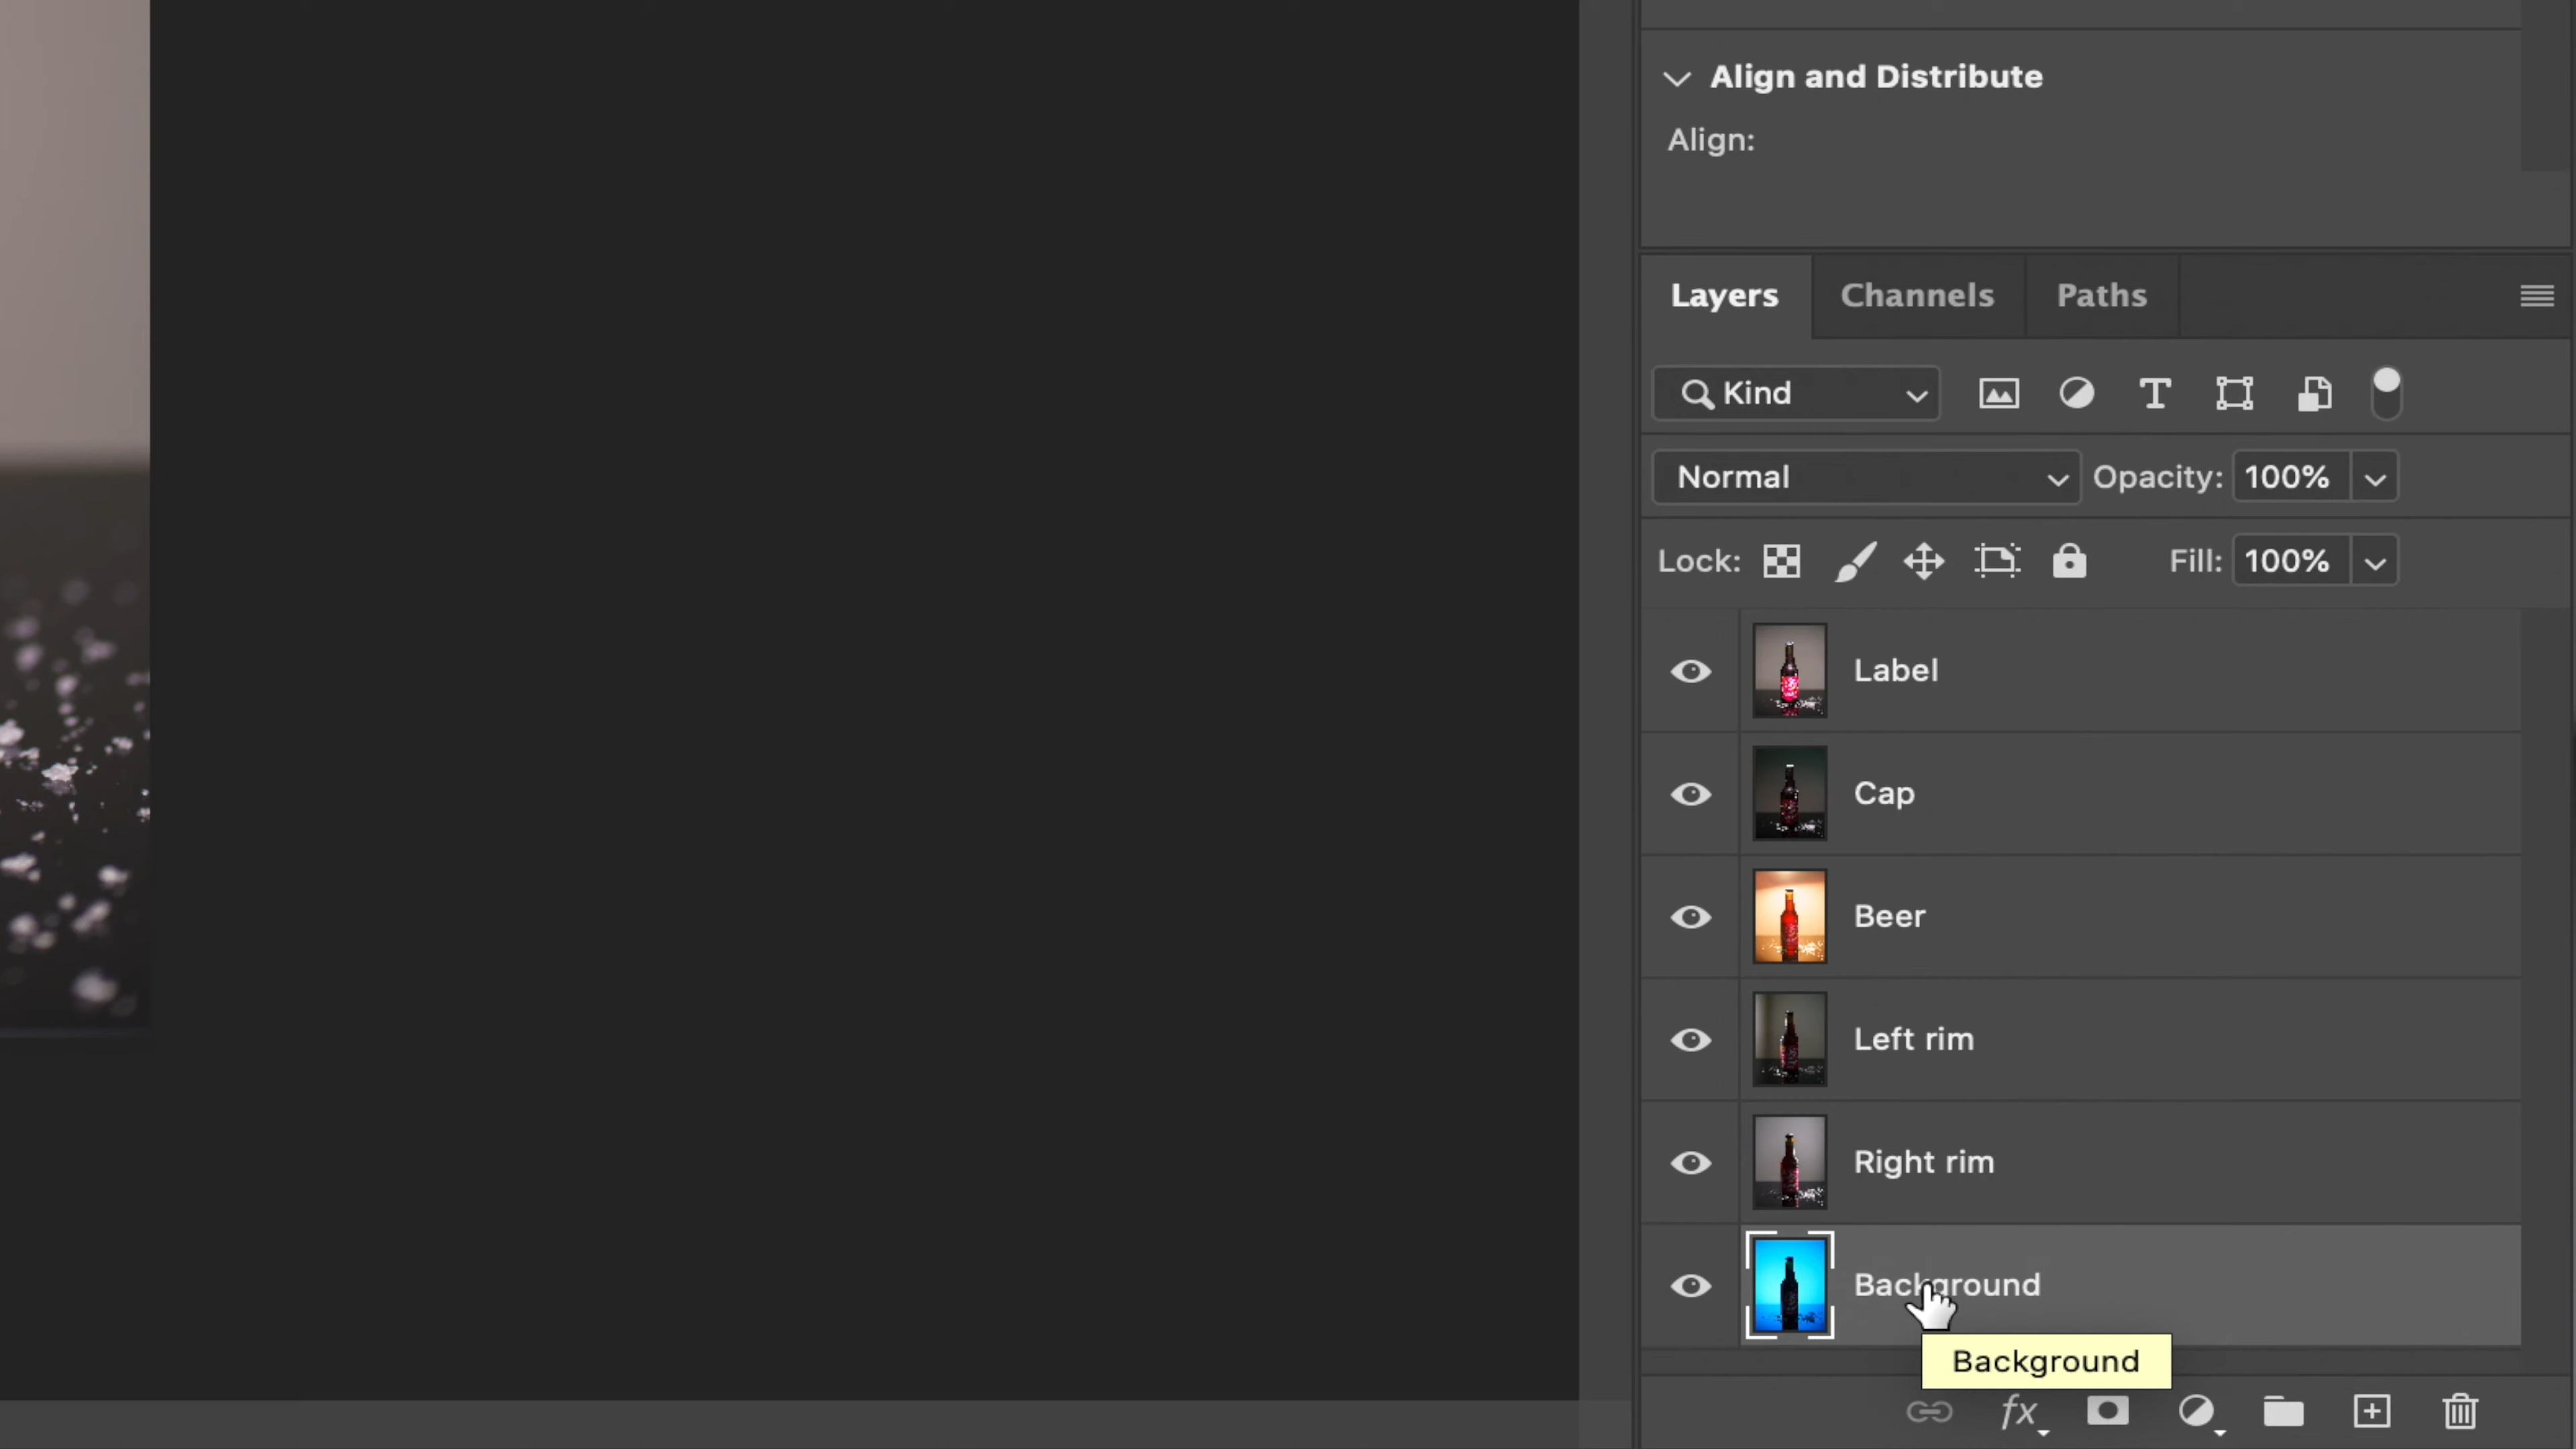 Align and Distribute
Align:
Layers Channels Paths
Kind
Normal Opacity: 100%
Lock: Fill: 100%
Label
Cap
Beer
Left rim
Right rim
Background
Background
fx